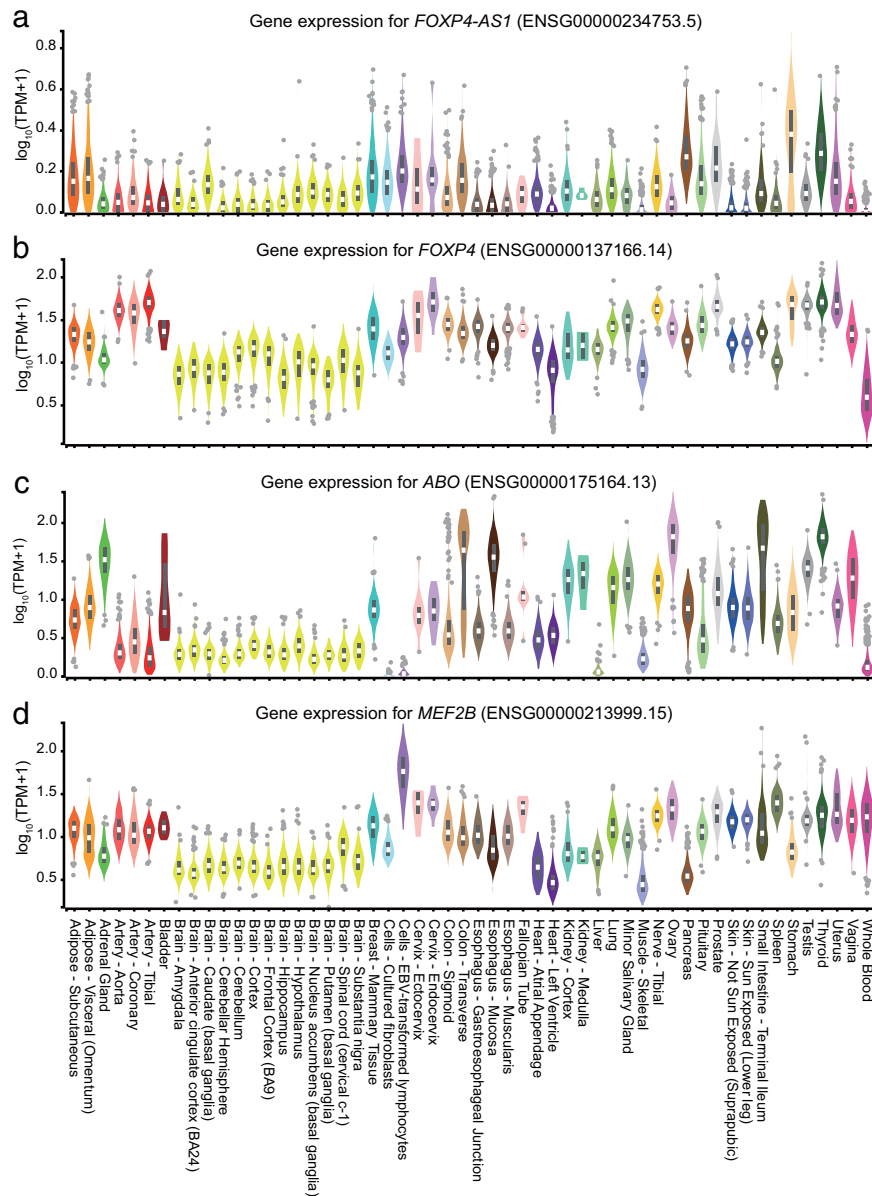 a
Gene expression for FOXP4-AS1 (ENSG00000234753.5)
log10(TPM+1)
0.8
0.6
0.4
0.2
0.0
b
Gene expression for FOXP4 (ENSG00000137166.14)
log10(TPM+1)
2.0
1.5
1.0
0.5
c
Gene expression for ABO (ENSG00000175164.13)
log10(TPM+1)
2.0
1.5
1.0
0.5
0.0
d
Gene expression for MEF2B (ENSG00000213999.15)
log10(TPM+1)
2.0
1.5
1.0
0.5
Adipose - Subcutaneous
Adipose - Visceral (Omentum)
Adrenal Gland
Artery - Aorta
Artery - Coronary
Artery - Tibial
Bladder
Brain - Amygdala
Brain - Anterior cingulate cortex (BA24)
Brain - Caudate (basal ganglia)
Brain - Cerebellar Hemisphere
Brain - Cerebellum
Brain - Cortex
Brain - Frontal Cortex (BA9)
Brain - Hippocampus
Brain - Hypothalamus
Brain - Nucleus accumbens (basal ganglia)
Brain - Putamen (basal ganglia)
Brain - Spinal cord (cervical c-1)
Brain - Substantia nigra
Breast - Mammary Tissue
Cells - Cultured fibroblasts
Cells - EBV-transformed lymphocytes
Cervix - Ectocervix
Cervix - Endocervix
Colon - Sigmoid
Colon - Transverse
Esophagus - Gastroesophageal Junction
Esophagus - Mucosa
Esophagus - Muscularis
Fallopian Tube
Heart - Atrial Appendage
Heart - Left Ventricle
Kidney - Cortex
Kidney - Medulla
Liver
Lung
Minor Salivary Gland
Muscle - Skeletal
Nerve - Tibial
Ovary
Pancreas
Pituitary
Prostate
Skin - Not Sun Exposed (Suprapubic)
Skin - Sun Exposed (Lower leg)
Small Intestine - Terminal Ileum
Spleen
Stomach
Testis
Thyroid
Uterus
Vagina
Whole Blood